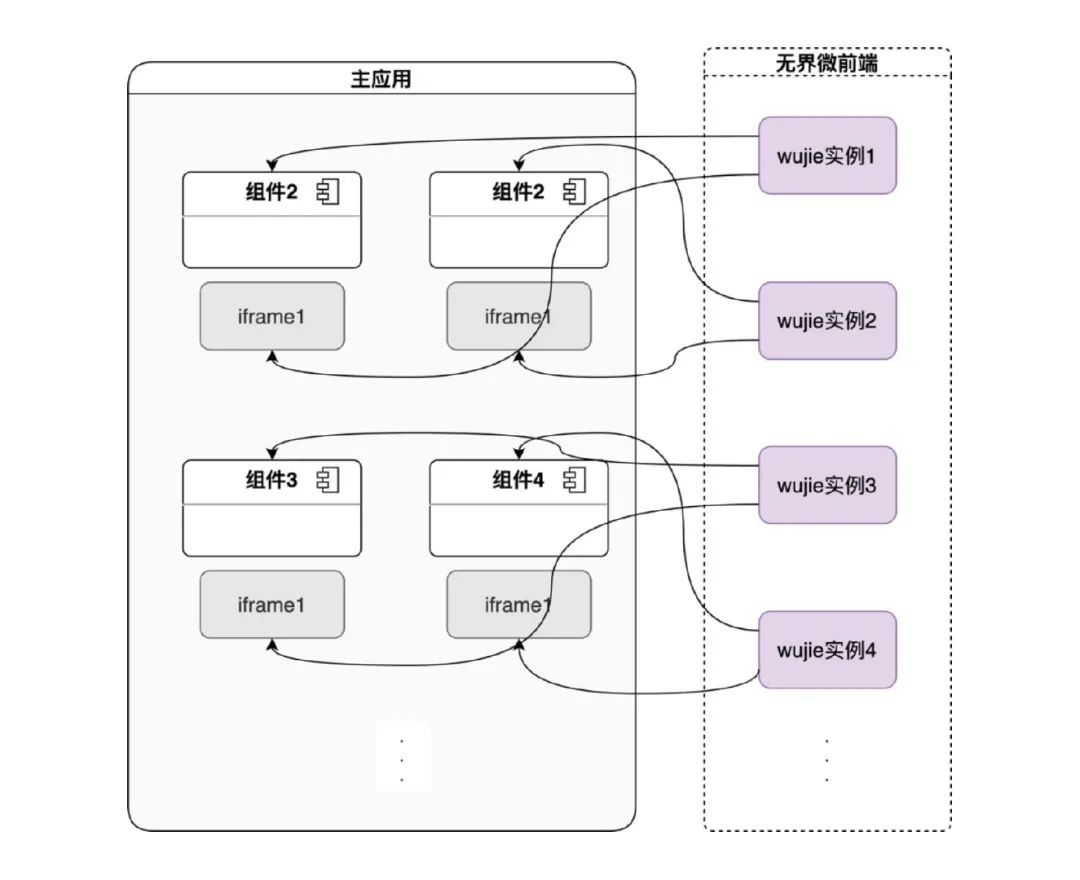 主应用
无界微前端
wujie实例1
组件2
组件2
iframe1
iframe1
wujie实例2
组件3
组件4
wujie实例3
iframe1
iframe1
wujie实例4